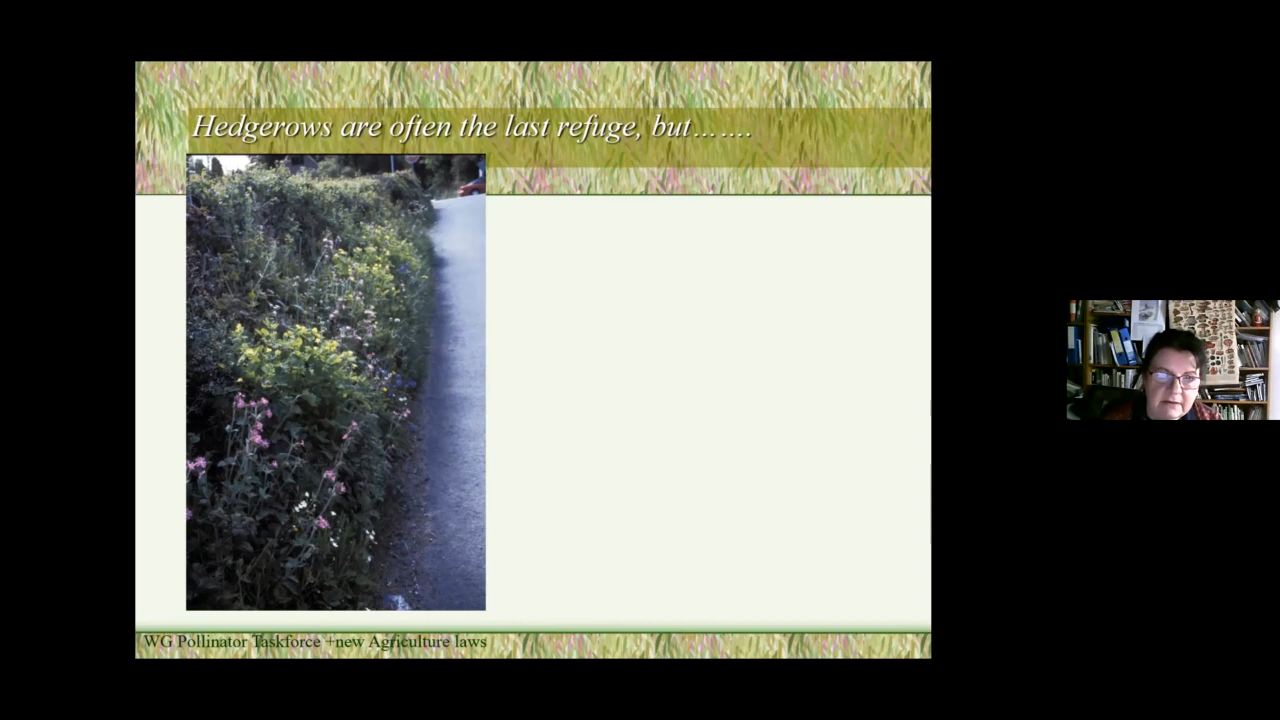 Hedgerows are often the last refuge, but…….
WG Pollinator Taskforce +new Agriculture laws